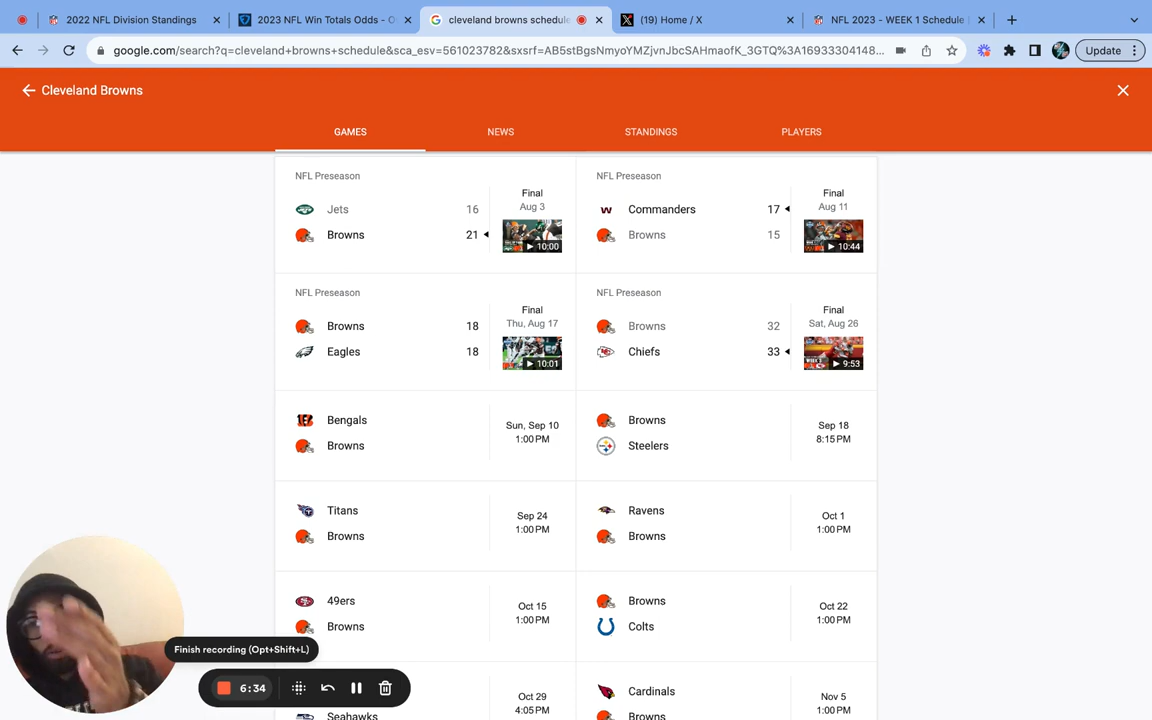 2022 NFL Division Standings
2023 NFL Win Totals Odds - O
cleveland browns schedule
(19) Home / X
NFL 2023 - WEEK 1 Schedule
google.com/search?q=cleveland+browns+schedule&sca_esv=561023782&sxsrf=AB5stBgsNmyoYMZjvnJbcSAHmaofK_3GTQ%3A16933304148...
Update
Cleveland Browns
GAMES
NEWS
STANDINGS
PLAYERS
NFL Preseason
Jets 16
Browns 21
Final
Aug 3
10:00
NFL Preseason
Commanders 17
Browns 15
Final
Aug 11
10:44
NFL Preseason
Browns 18
Eagles 18
Final
Thu, Aug 17
10:01
NFL Preseason
Browns 32
Chiefs 33
Final
Sat, Aug 26
9:53
Bengals
Browns
Sun, Sep 10
1:00 PM
Browns
Steelers
Sep 18
8:15 PM
Titans
Browns
Sep 24
1:00 PM
Ravens
Browns
Oct 1
1:00 PM
49ers
Browns
Oct 15
1:00 PM
Browns
Colts
Oct 22
1:00 PM
Finish recording (Opt+Shift+L)
6:34
Oct 29
4:05 PM
Seahawks
Cardinals
Browns
Nov 5
1:00 PM